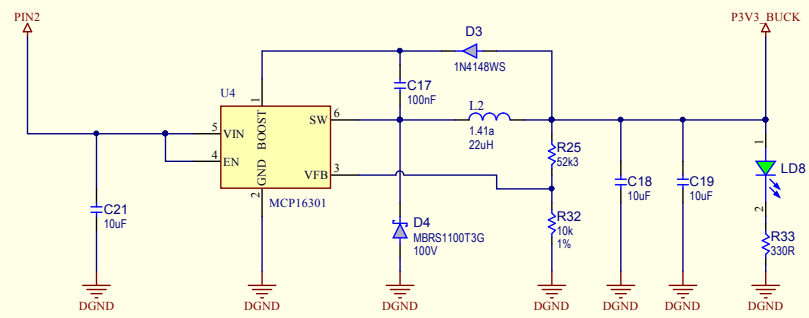 PIN2
P3V3_BUCK
D3
1N4148WS
U4
1
C17
100nF
L2
1.41a
22uH
5
VIN
BOOST
SW
6
4
EN
GND
VFB
3
2
MCP16301
R25
52k3
C21
10uF
D4
MBRS1100T3G
100V
R32
10k
1%
C18
10uF
C19
10uF
1
LD8
2
R33
330R
DGND
DGND
DGND
DGND
DGND
DGND
DGND